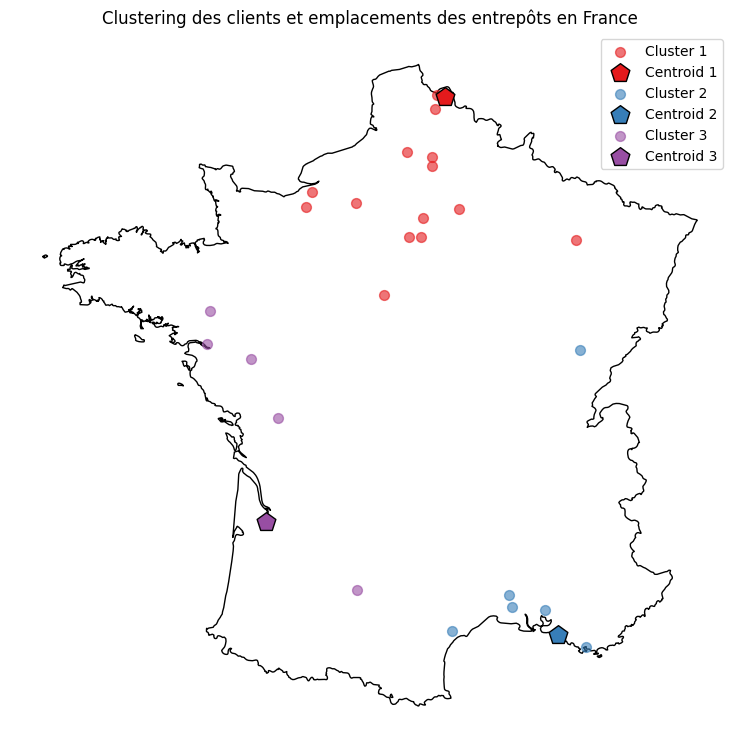 Clustering des clients et emplacements des entrepôts en France
Cluster 1
Centroid 1
Cluster 2
Centroid 2
Cluster 3
Centroid 3